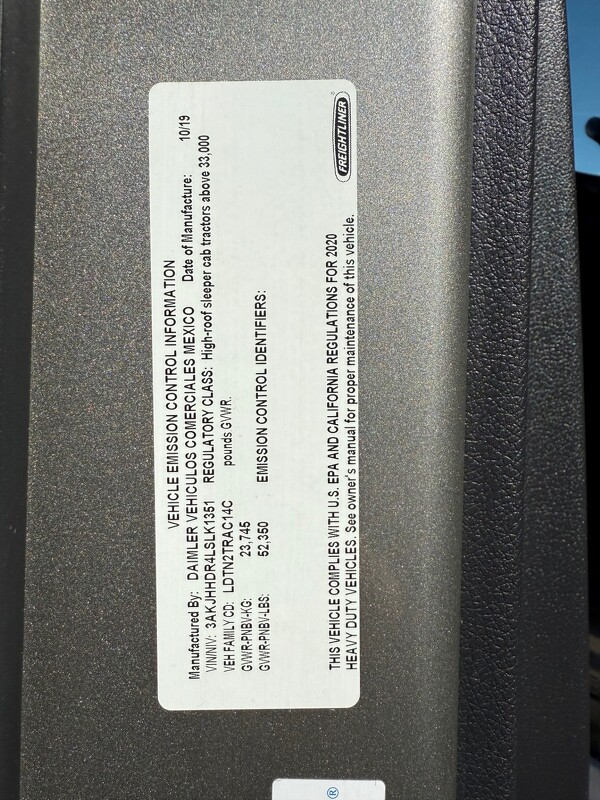 VEHICLE EMISSION CONTROL INFORMATION
Manufactured By: DAIMLER VEHICULOS COMERCIALES MEXICO Date of Manufacture: 10/19
VIN/NIV: 3AKJHHDR4LSLK1351 REGULATORY CLASS: High-roof sleeper cab tractors above 33,000
VEH FAMILY CD: LDTN2TRAC14C pounds GVWR.
GVWR-PNBV-KG: 23,745
GVWR-PNBV-LBS: 52,350 EMISSION CONTROL IDENTIFIERS:
THIS VEHICLE COMPLIES WITH U.S. EPA AND CALIFORNIA REGULATIONS FOR 2020
HEAVY DUTY VEHICLES. See owner's manual for proper maintenance of this vehicle.
FREIGHTLINER
®